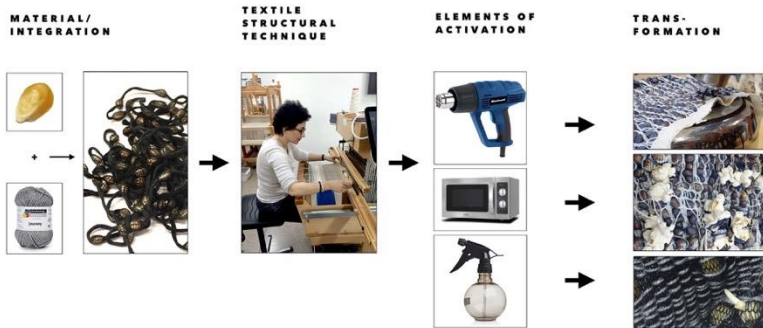 MATERIAL/
INTEGRATION
TEXTILE
STRUCTURAL
TECHNIQUE
ELEMENTS OF
ACTIVATION
TRANS-
FORMATION
+